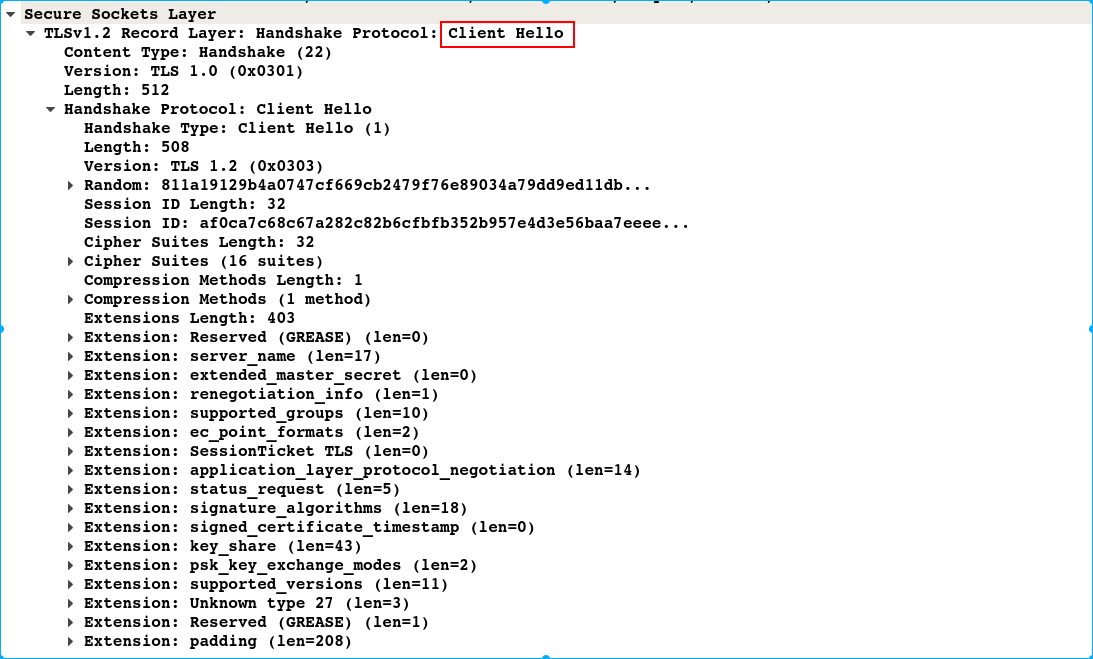 Secure Sockets Layer
TLSv1.2 Record Layer: Handshake Protocol: Client Hello
Content Type: Handshake (22)
Version: TLS 1.0 (0x0301)
Length: 512
Handshake Protocol: Client Hello
Handshake Type: Client Hello (1)
Length: 508
Version: TLS 1.2 (0x0303)
Random: 811a19129b4a0747cf669cb2479f76e89034a79dd9ed11db...
Session ID Length: 32
Session ID: af0ca7c68c67a282c82b6cfbfb352b957e4d3e56baa7eeee...
Cipher Suites Length: 32
Cipher Suites (16 suites)
Compression Methods Length: 1
Compression Methods (1 method)
Extensions Length: 403
Extension: Reserved (GREASE) (len=0)
Extension: server_name (len=17)
Extension: extended_master_secret (len=0)
Extension: renegotiation_info (len=1)
Extension: supported_groups (len=10)
Extension: ec_point_formats (len=2)
Extension: SessionTicket TLS (len=0)
Extension: application_layer_protocol_negotiation (len=14)
Extension: status_request (len=5)
Extension: signature_algorithms (len=18)
Extension: signed_certificate_timestamp (len=0)
Extension: key_share (len=43)
Extension: psk_key_exchange_modes (len=2)
Extension: supported_versions (len=11)
Extension: Unknown type 27 (len=3)
Extension: Reserved (GREASE) (len=1)
Extension: padding (len=208)